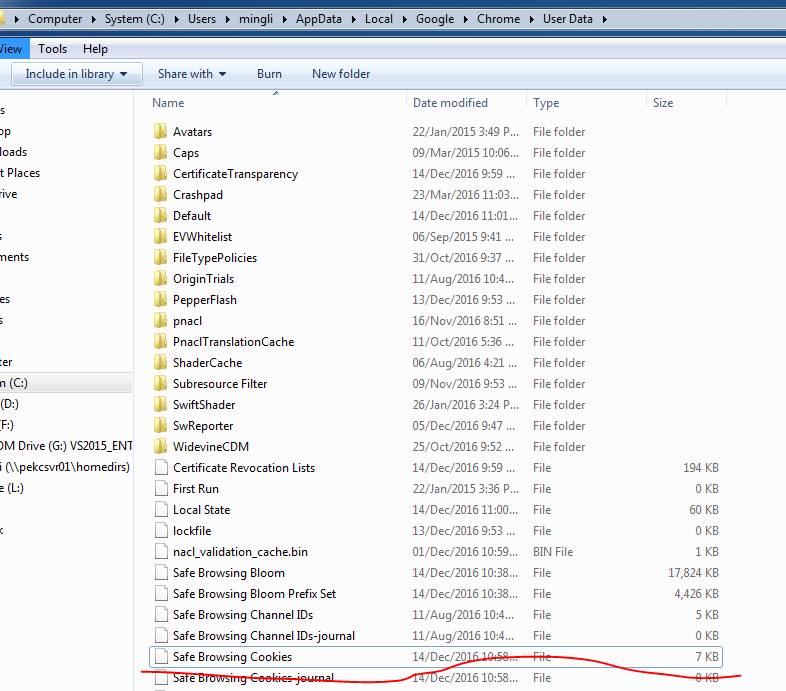 Computer System (C:) Users mingli AppData Local Google Chrome User Data
View Tools Help
Include in library Share with Burn New folder
Name Date modified Type Size
Avatars 22/Jan/2015 3:49 P... File folder
Caps 09/Mar/2015 10:06... File folder
CertificateTransparency 14/Dec/2016 9:59 ... File folder
Crashpad 23/Mar/2016 11:03... File folder
Default 14/Dec/2016 11:01... File folder
EVWhitelist 06/Sep/2015 9:41 ... File folder
FileTypePolicies 31/Oct/2016 9:37 ... File folder
OriginTrials 11/Aug/2016 10:4... File folder
PepperFlash 13/Dec/2016 9:53 ... File folder
pnacl 16/Nov/2016 8:51 ... File folder
PnaclTranslationCache 11/Oct/2016 5:36 ... File folder
ShaderCache 06/Aug/2016 4:21 ... File folder
Subresource Filter 09/Nov/2016 9:53 ... File folder
SwiftShader 26/Jan/2016 3:24 P... File folder
SwReporter 05/Dec/2016 9:47 ... File folder
WidevineCDM 25/Oct/2016 9:52 ... File folder
Certificate Revocation Lists 14/Dec/2016 9:59 ... File 194 KB
First Run 22/Jan/2015 3:36 P... File 0 KB
Local State 14/Dec/2016 11:00... File 60 KB
lockfile 13/Dec/2016 9:53 ... File 0 KB
nacl_validation_cache.bin 01/Dec/2016 10:59... BIN File 1 KB
Safe Browsing Bloom 14/Dec/2016 10:38... File 17,824 KB
Safe Browsing Bloom Prefix Set 14/Dec/2016 10:38... File 4,426 KB
Safe Browsing Channel IDs 11/Aug/2016 10:4... File 5 KB
Safe Browsing Channel IDs-journal 11/Aug/2016 10:4... File 0 KB
Safe Browsing Cookies 14/Dec/2016 10:58... File 7 KB
Safe Browsing Cookies-journal 14/Dec/2016 10:58... File 0 KB
s
op
loads
t Places
rive
s
ments
es
s
ter
m (C:)
(D:)
(F:)
OM Drive (G:) VS2015_ENT
i (\\pekcsvr01\homedirs)
e (L:)
k